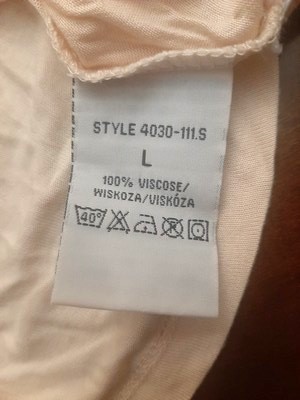 STYLE 4030-111.S
L
100% VISCOSE/
WISKOZA/VISKÓZA
40°